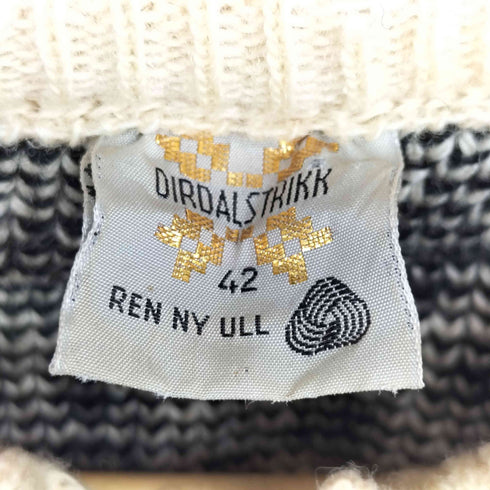 DIRDALSTRIKK
42
REN NY ULL